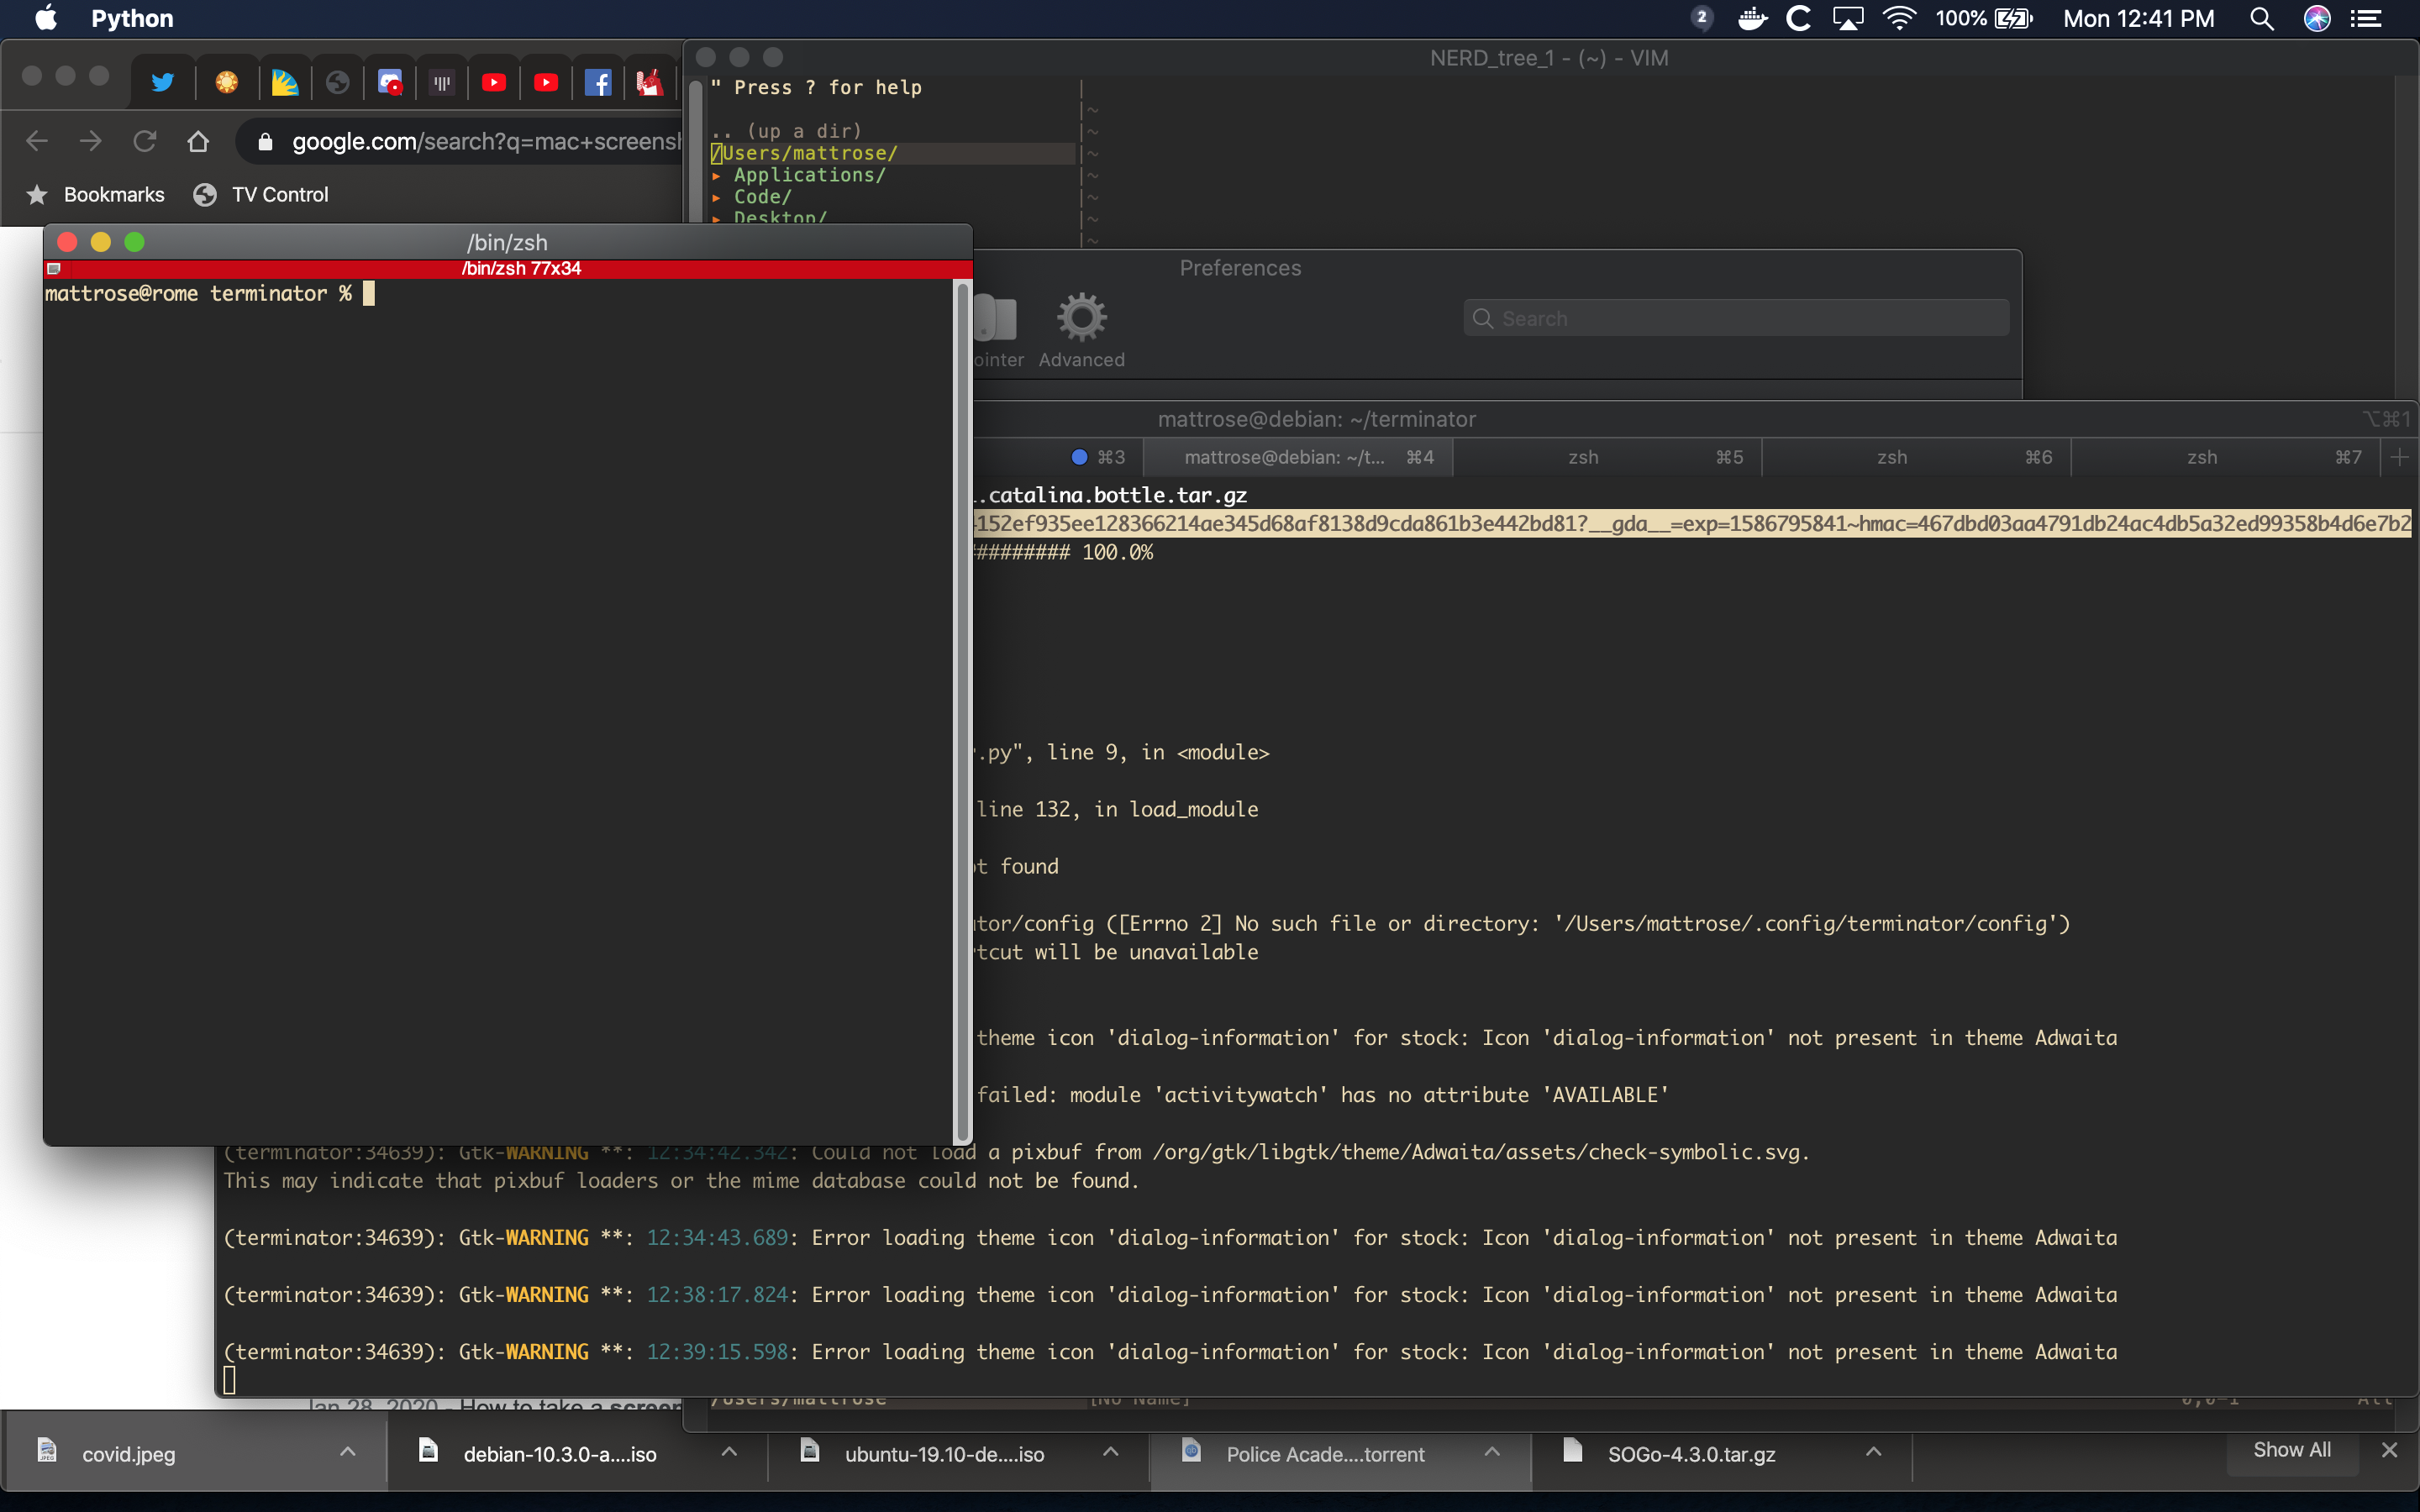 Python
2
100%
Mon 12:41 PM
NERD_tree_1 - (~) - VIM
google.com/search?q=mac+screensh
Bookmarks
TV Control
" Press ? for help
.. (up a dir)
/Users/mattrose/
▸ Applications/
▸ Code/
▸ Desktop/
~
~
~
~
~
~
~
/bin/zsh
/bin/zsh 77x34
mattrose@rome terminator %
Preferences
ointer
Advanced
Search
mattrose@debian: ~/terminator
⌥⌘1
⌘3
mattrose@debian: ~/t... ⌘4
zsh ⌘5
zsh ⌘6
zsh ⌘7
.catalina.bottle.tar.gz
152ef935ee128366214ae345d68af8138d9cda861b3e442bd81?__gda__=exp=1586795841~hmac=467dbd03aa4791db24ac4db5a32ed99358b4d6e7b2
######## 100.0%
.py", line 9, in <module>
line 132, in load_module
t found
tor/config ([Errno 2] No such file or directory: '/Users/mattrose/.config/terminator/config')
tcut will be unavailable
theme icon 'dialog-information' for stock: Icon 'dialog-information' not present in theme Adwaita
failed: module 'activitywatch' has no attribute 'AVAILABLE'
(terminator:34639): Gtk-WARNING **: 12:34:42.342: Could not load a pixbuf from /org/gtk/libgtk/theme/Adwaita/assets/check-symbolic.svg.
This may indicate that pixbuf loaders or the mime database could not be found.
(terminator:34639): Gtk-WARNING **: 12:34:43.689: Error loading theme icon 'dialog-information' for stock: Icon 'dialog-information' not present in theme Adwaita
(terminator:34639): Gtk-WARNING **: 12:38:17.824: Error loading theme icon 'dialog-information' for stock: Icon 'dialog-information' not present in theme Adwaita
(terminator:34639): Gtk-WARNING **: 12:39:15.598: Error loading theme icon 'dialog-information' for stock: Icon 'dialog-information' not present in theme Adwaita
Jan 28, 2020 - How to take a screen
/Users/mattrose
[No Name]
0,0-1
All
covid.jpeg
debian-10.3.0-a....iso
ubuntu-19.10-de....iso
Police Acade....torrent
SOGo-4.3.0.tar.gz
Show All